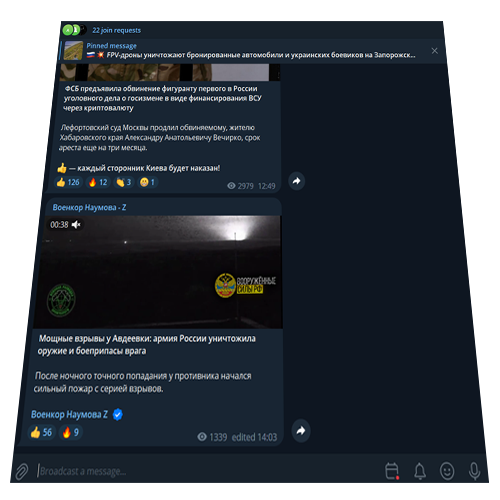 22 join requests
Pinned message
🇷🇺 💥 FPV-дроны уничтожают бронированные автомобили и украинских боевиков на Запорожск...
ФСБ предъявила обвинение фигуранту первого в России
уголовного дела о госизмене в виде финансирования ВСУ
через криптовалюту
Лефортовский суд Москвы продлил обвиняемому, жителю
Хабаровского края Александру Анатольевичу Вечирко, срок
ареста еще на три месяца.
👍 — каждый сторонник Киева будет наказан!
👍 126 🔥 12 👏 3 😁 1 2979 12:49
Военкор Наумова - Z
00:38
ВООРУЖЁННЫЕ
СИЛЫ РФ
Мощные взрывы у Авдеевки: армия России уничтожила
оружие и боеприпасы врага
После ночного точного попадания у противника начался
сильный пожар с серией взрывов.
Военкор Наумова Z
👍 56 🔥 9 1339 edited 14:03
Broadcast a message...